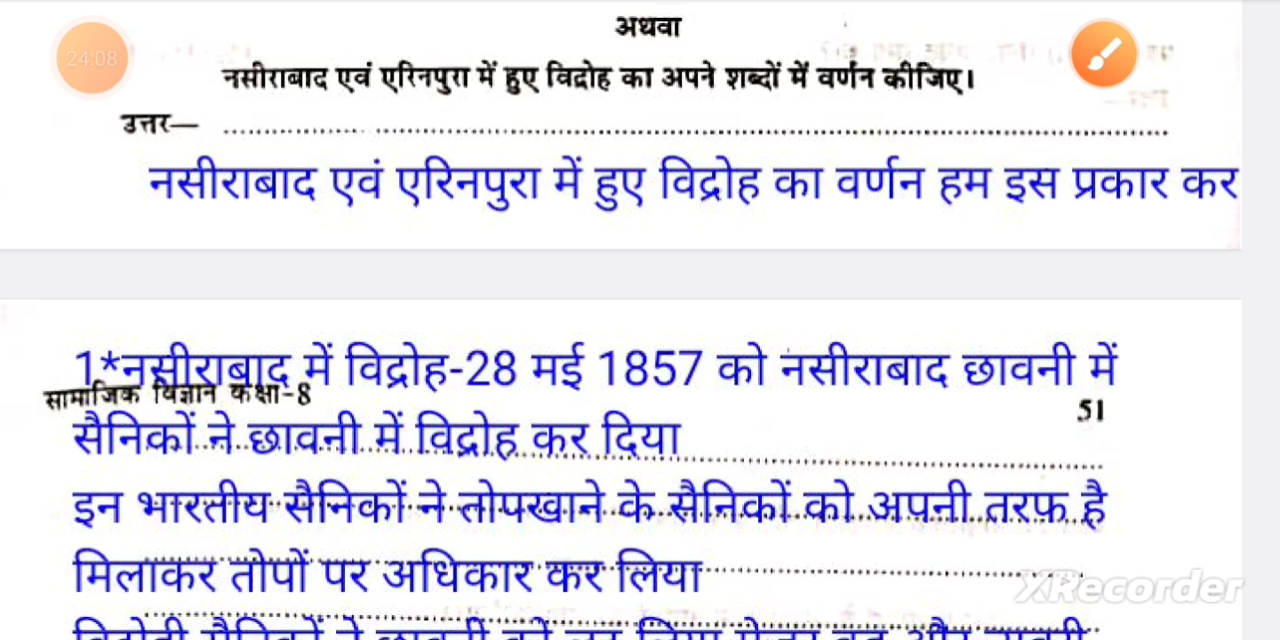 24:08
अथवा
नसीराबाद एवं एरिनपुरा में हुए विद्रोह का अपने शब्दों में वर्णन कीजिए।
उत्तर—
नसीराबाद एवं एरिनपुरा में हुए विद्रोह का वर्णन हम इस प्रकार कर
1*नसीराबाद में विद्रोह-28 मई 1857 को नसीराबाद छावनी में
सामाजिक विज्ञान कक्षा-8
51
सैनिकों ने छावनी में विद्रोह कर दिया
इन भारतीय सैनिकों ने तोपखाने के सैनिकों को अपनी तरफ है
मिलाकर तोपों पर अधिकार कर लिया
XRecorder